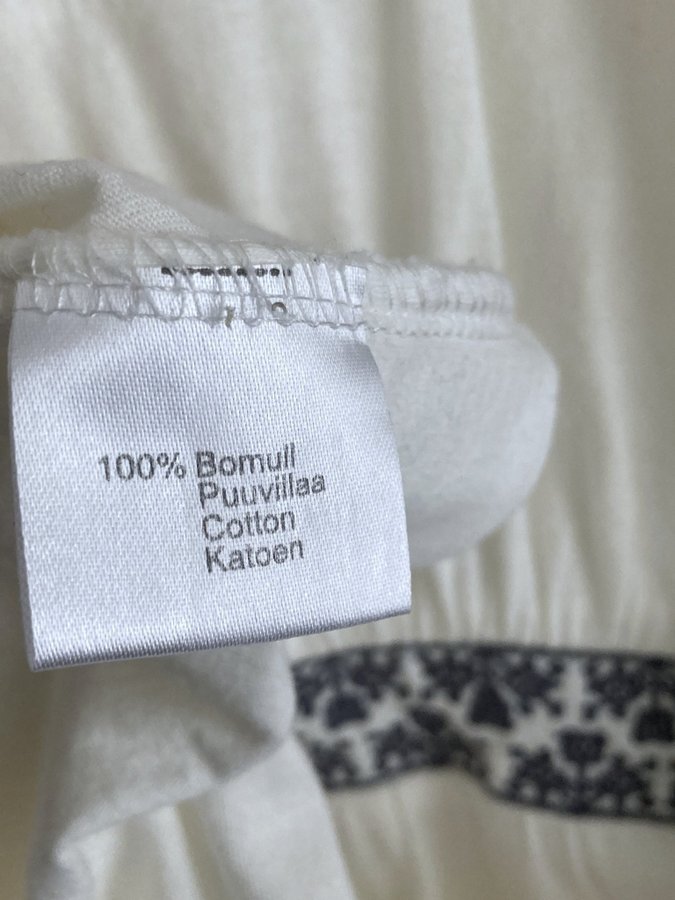 100% Bomull
Puuvillaa
Cotton
Katoen